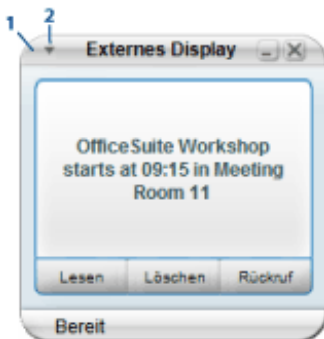 1 2
Externes Display
OfficeSuite Workshop
starts at 09:15 in Meeting
Room 11
Lesen Löschen Rückruf
Bereit